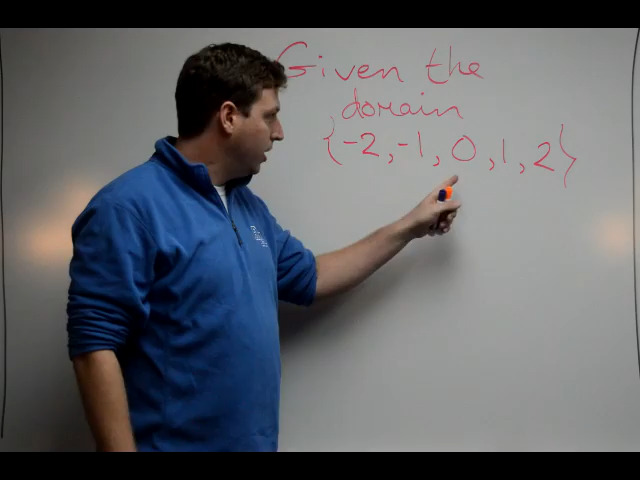 Given the
domain
{-2, -1, 0, 1, 2}